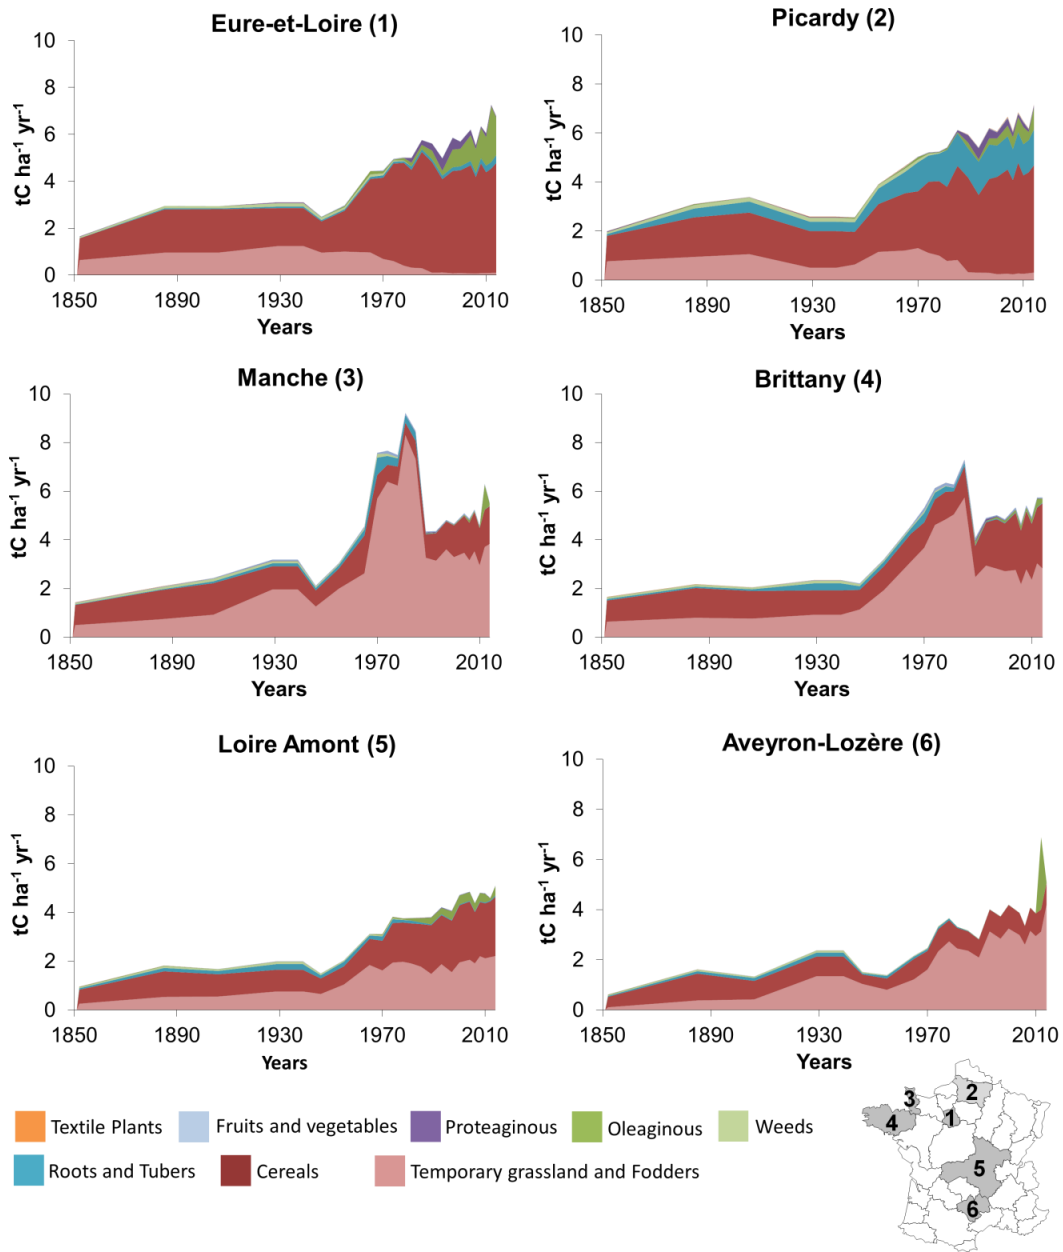 Eure-et-Loire (1)
10
8
6
4
2
0
tC ha-1 yr-1
1850 1890 1930 1970 2010
Years
Picardy (2)
10
8
6
4
2
0
tC ha-1 yr-1
1850 1890 1930 1970 2010
Years
Manche (3)
10
8
6
4
2
0
tC ha-1 yr-1
1850 1890 1930 1970 2010
Years
Brittany (4)
10
8
6
4
2
0
tC ha-1 yr-1
1850 1890 1930 1970 2010
Years
Loire Amont (5)
10
8
6
4
2
0
tC ha-1 yr-1
1850 1890 1930 1970 2010
Years
Aveyron-Lozère (6)
10
8
6
4
2
0
tC ha-1 yr-1
1850 1890 1930 1970 2010
Years
Textile Plants Fruits and vegetables Proteaginous Oleaginous Weeds
Roots and Tubers Cereals Temporary grassland and Fodders
2
3
1
4
5
6